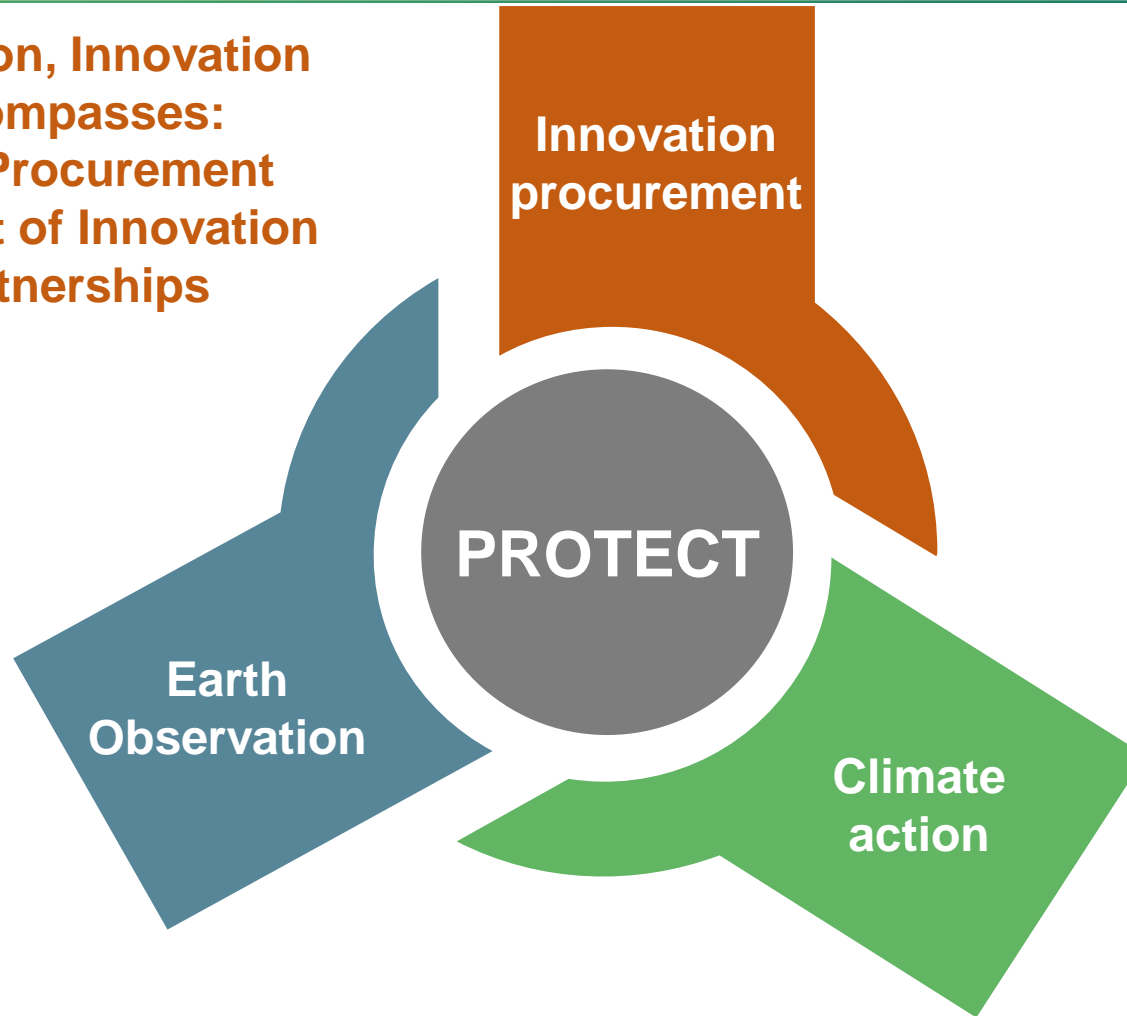 on, Innovation
ompasses:
Procurement
t of Innovation
tnerships
Innovation
procurement
PROTECT
Earth
Observation
Climate
action